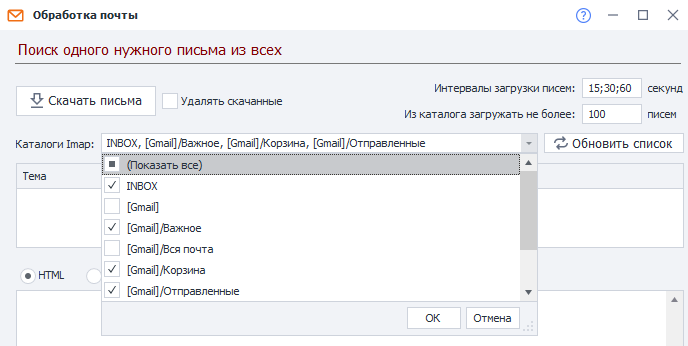 Обработка почты
Поиск одного нужного письма из всех
Скачать письма
Удалять скачанные
Интервалы загрузки писем: 15;30;60 секунд
Из каталога загружать не более: 100 писем
Каталоги Imap: INBOX, [Gmail]/Важное, [Gmail]/Корзина, [Gmail]/Отправленные
Обновить список
Тема
(Показать все)
INBOX
[Gmail]
[Gmail]/Важное
[Gmail]/Вся почта
[Gmail]/Корзина
[Gmail]/Отправленные
HTML
OK
Отмена